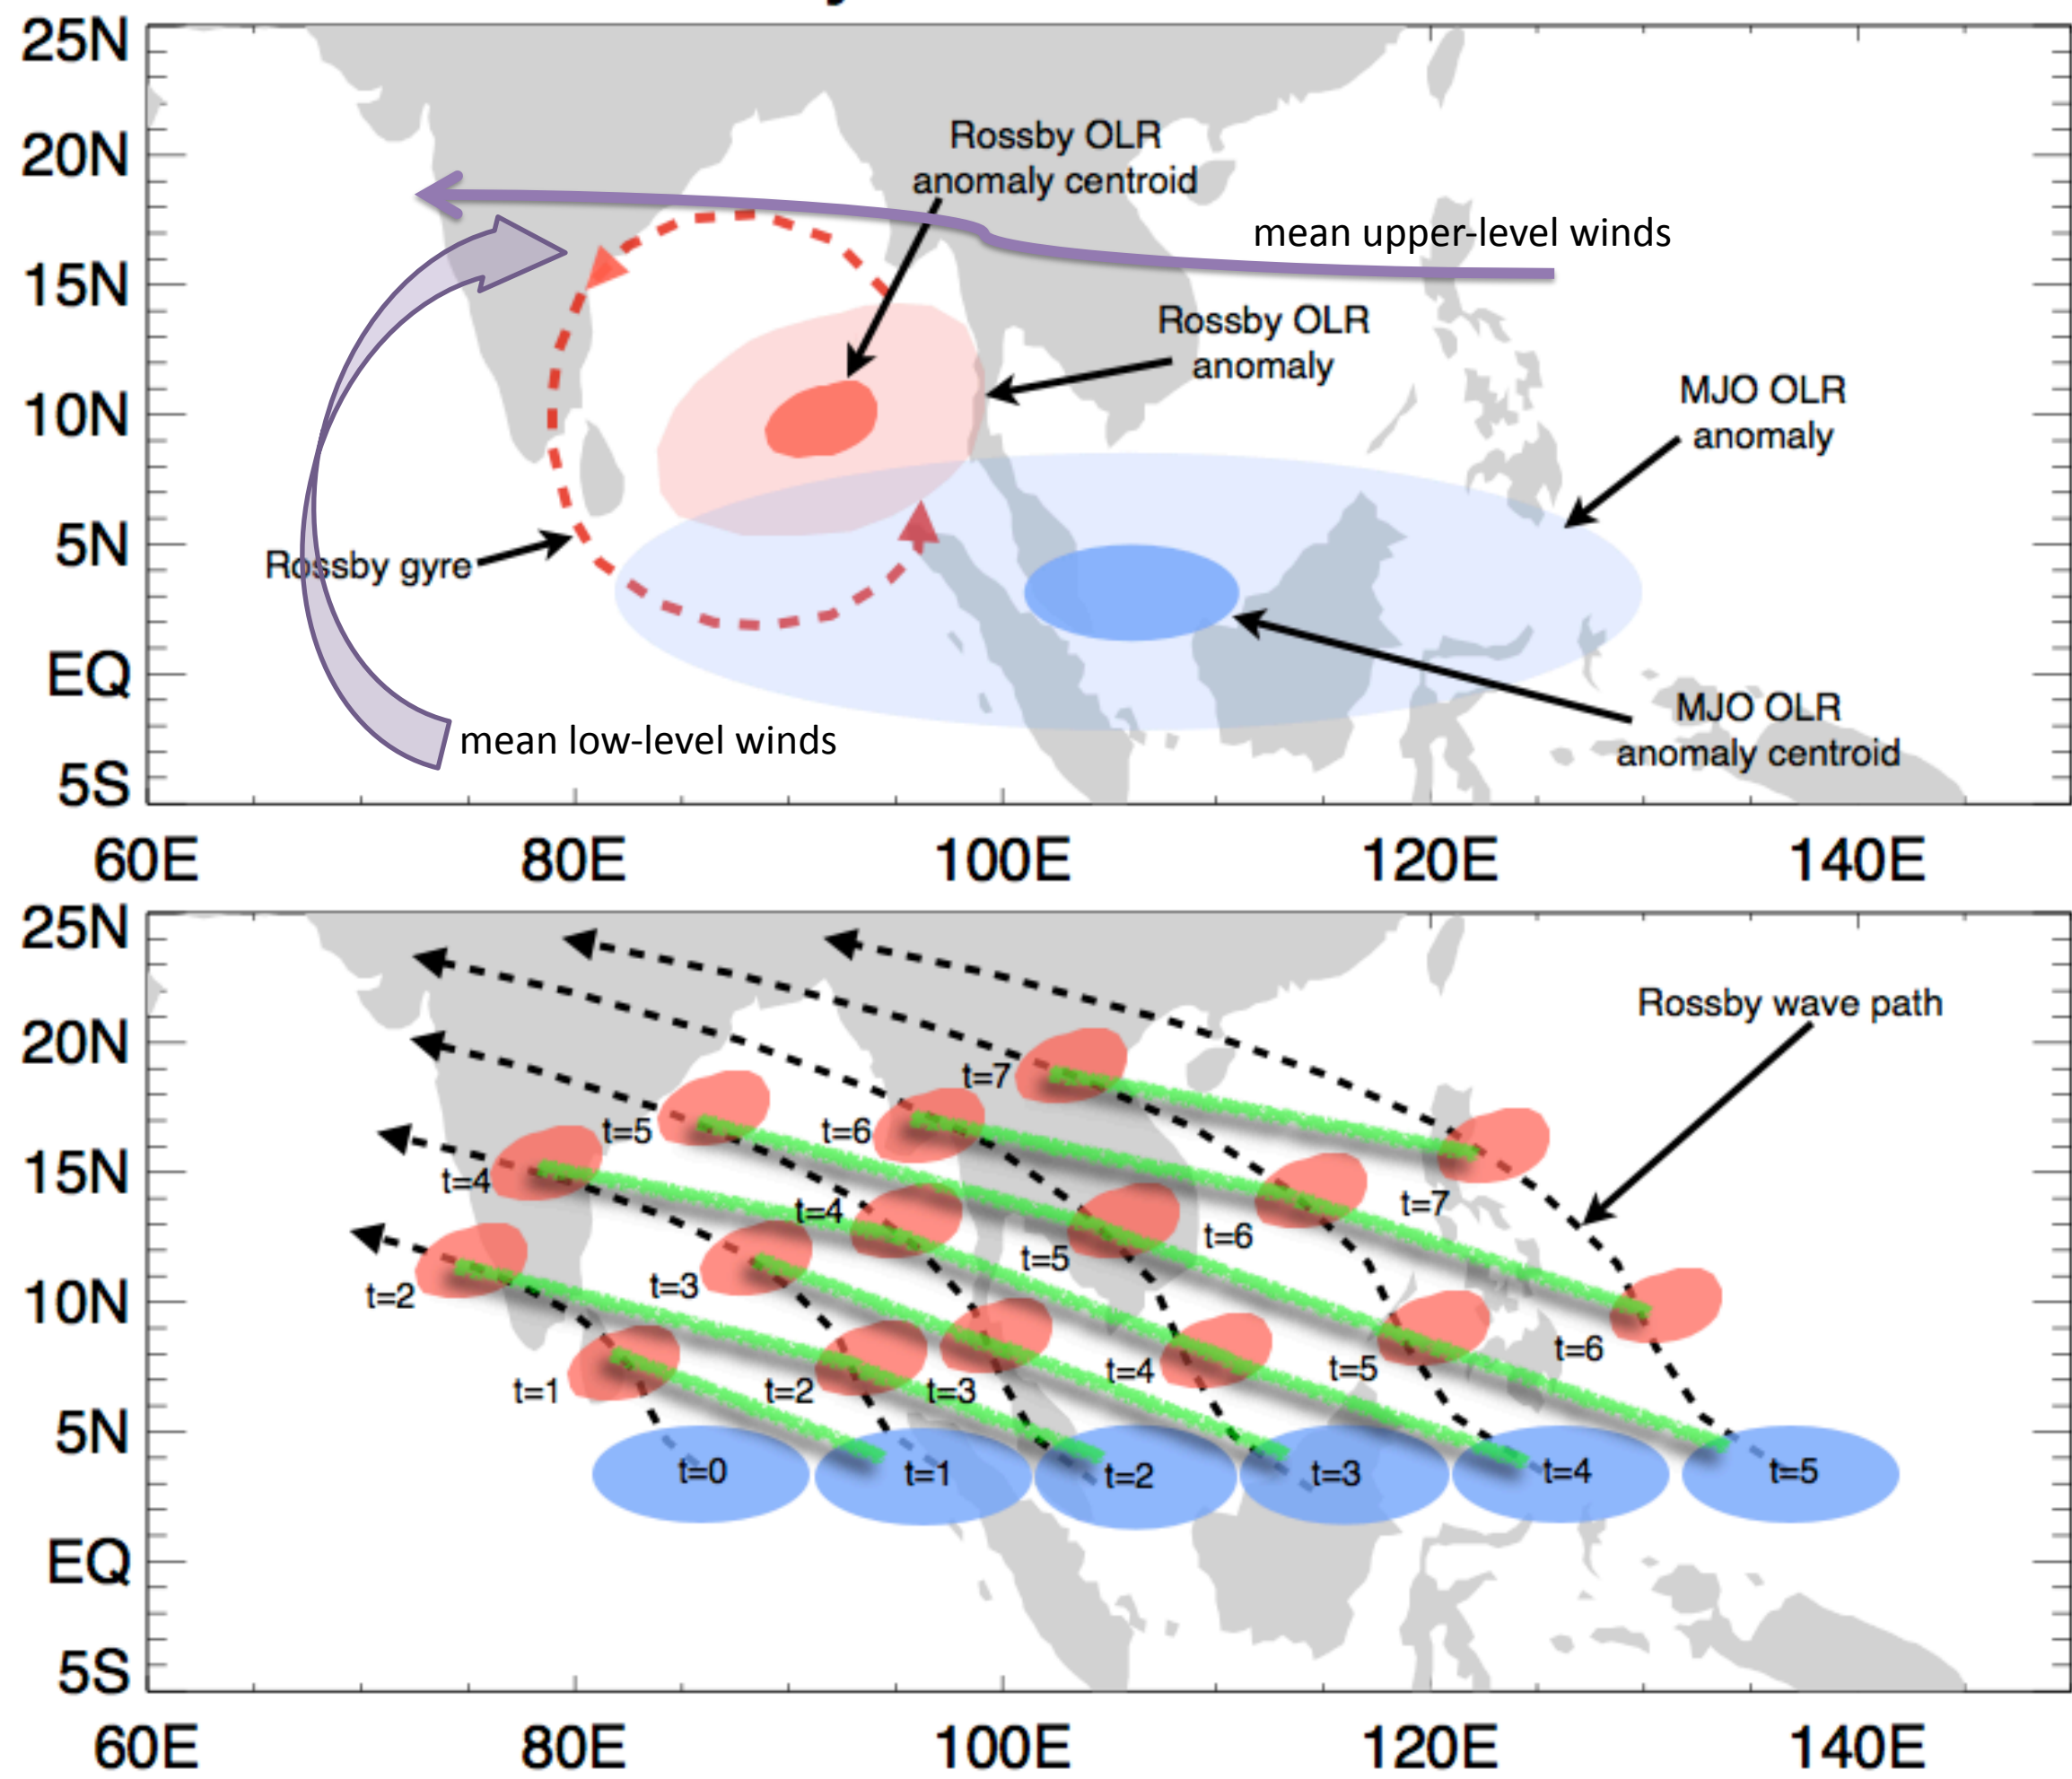 25N
20N
15N
10N
5N
EQ
5S
60E 80E 100E 120E 140E
Rossby OLR
anomaly centroid
mean upper-level winds
Rossby OLR
anomaly
MJO OLR
anomaly
Rossby gyre
mean low-level winds
MJO OLR
anomaly centroid
25N
20N
15N
10N
5N
EQ
5S
60E 80E 100E 120E 140E
Rossby wave path
t=7
t=5
t=6
t=4
t=4
t=7
t=6
t=5
t=3
t=2
t=6
t=4
t=5
t=1
t=2
t=3
t=0
t=1
t=2
t=3
t=4
t=5